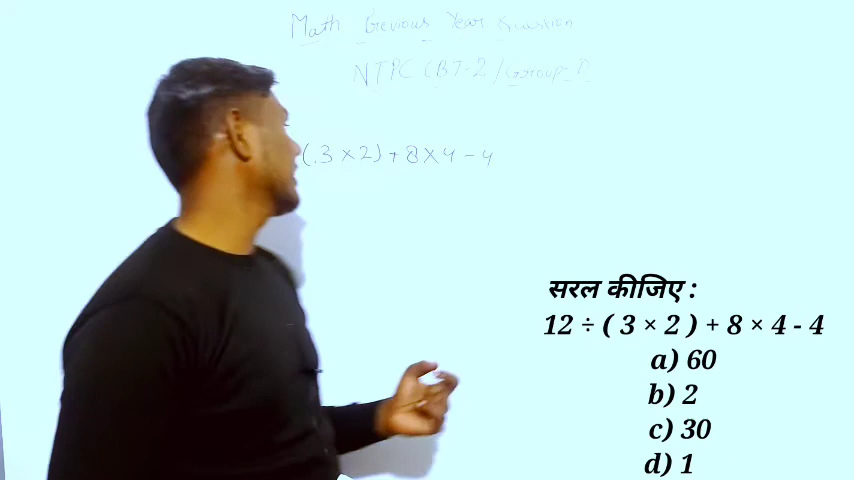 Math Previous Year Question
NTPC CBT-2 / Group-D
(3 × 2) + 8 × 4 - 4
सरल कीजिए :
12 ÷ ( 3 × 2 ) + 8 × 4 - 4
a) 60
b) 2
c) 30
d) 1